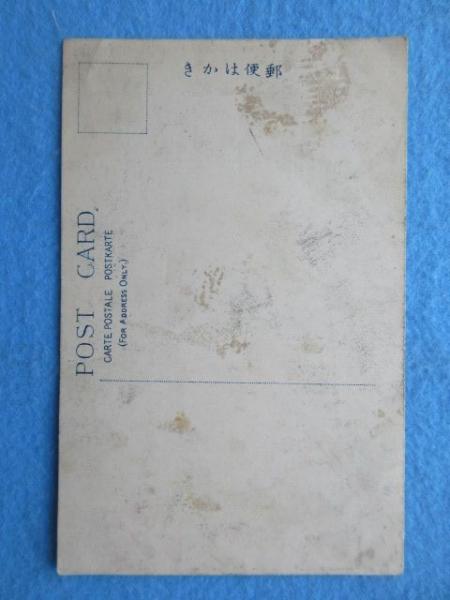 郵便はかき
POST CARD.
CARTE POSTALE POSTKARTE
(FOR ADDRESS ONLY.)